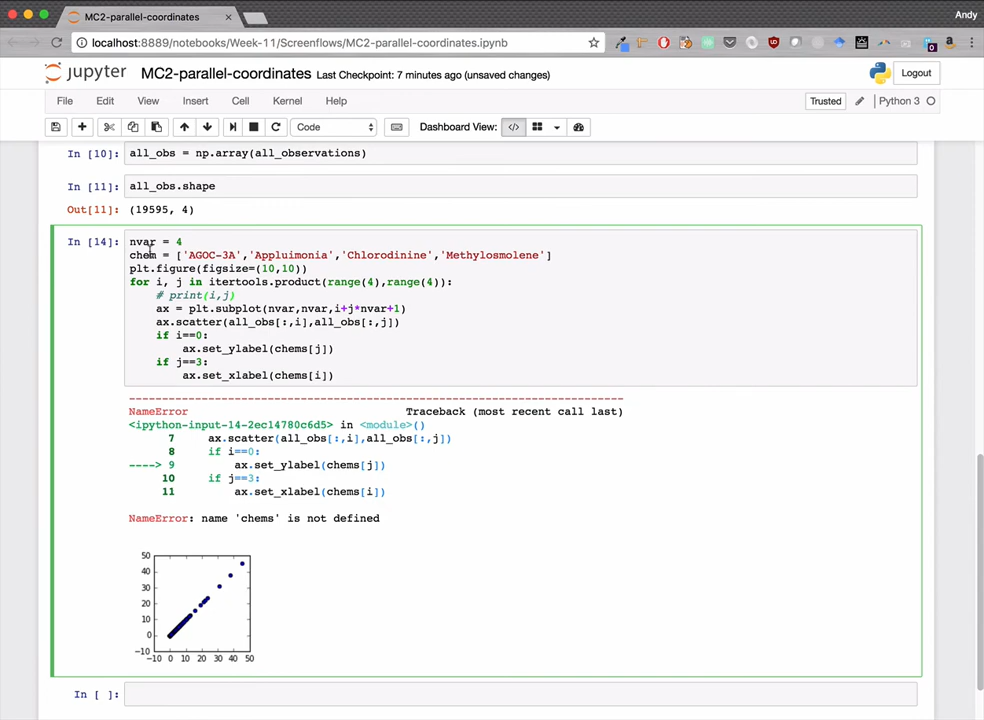 MC2-parallel-coordinates
Andy
localhost:8889/notebooks/Week-11/Screenflows/MC2-parallel-coordinates.ipynb
jupyter MC2-parallel-coordinates Last Checkpoint: 7 minutes ago (unsaved changes) Logout
File Edit View Insert Cell Kernel Help Trusted Python 3
Code Dashboard View: </>
In [10]: all_obs = np.array(all_observations)
In [11]: all_obs.shape
Out[11]: (19595, 4)
In [14]: nvar = 4
chem = ['AGOC-3A','Appluimonia','Chlorodinine','Methylosmolene']
plt.figure(figsize=(10,10))
for i, j in itertools.product(range(4),range(4)):
# print(i,j)
ax = plt.subplot(nvar,nvar,i+j*nvar+1)
ax.scatter(all_obs[:,i],all_obs[:,j])
if i==0:
ax.set_ylabel(chems[j])
if j==3:
ax.set_xlabel(chems[i])
---------------------------------------------------------------------------
NameError Traceback (most recent call last)
<ipython-input-14-2ec14780c6d5> in <module>()
7 ax.scatter(all_obs[:,i],all_obs[:,j])
8 if i==0:
----> 9 ax.set_ylabel(chems[j])
10 if j==3:
11 ax.set_xlabel(chems[i])
NameError: name 'chems' is not defined
50
40
30
20
10
0
−10
−10 0 10 20 30 40 50
In [ ]: